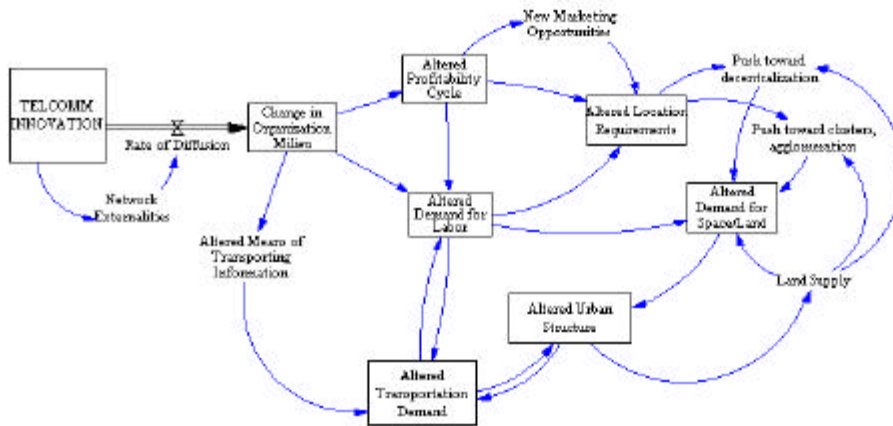 New Marketing
Opportunities
Altered
Profitability
Cycle
Push toward
decentralization
TELCOMM
INNOVATION
Change in
Organisation
Milieu
Altered Location
Requirements
Rate of Diffusion
Push toward clusters,
agglomeration
Network
Externalities
Altered
Demand for
Labor
Altered
Demand for
Space/Land
Altered Means of
Transporting
Information
Land Supply
Altered Urban
Structure
Altered
Transportation
Demand